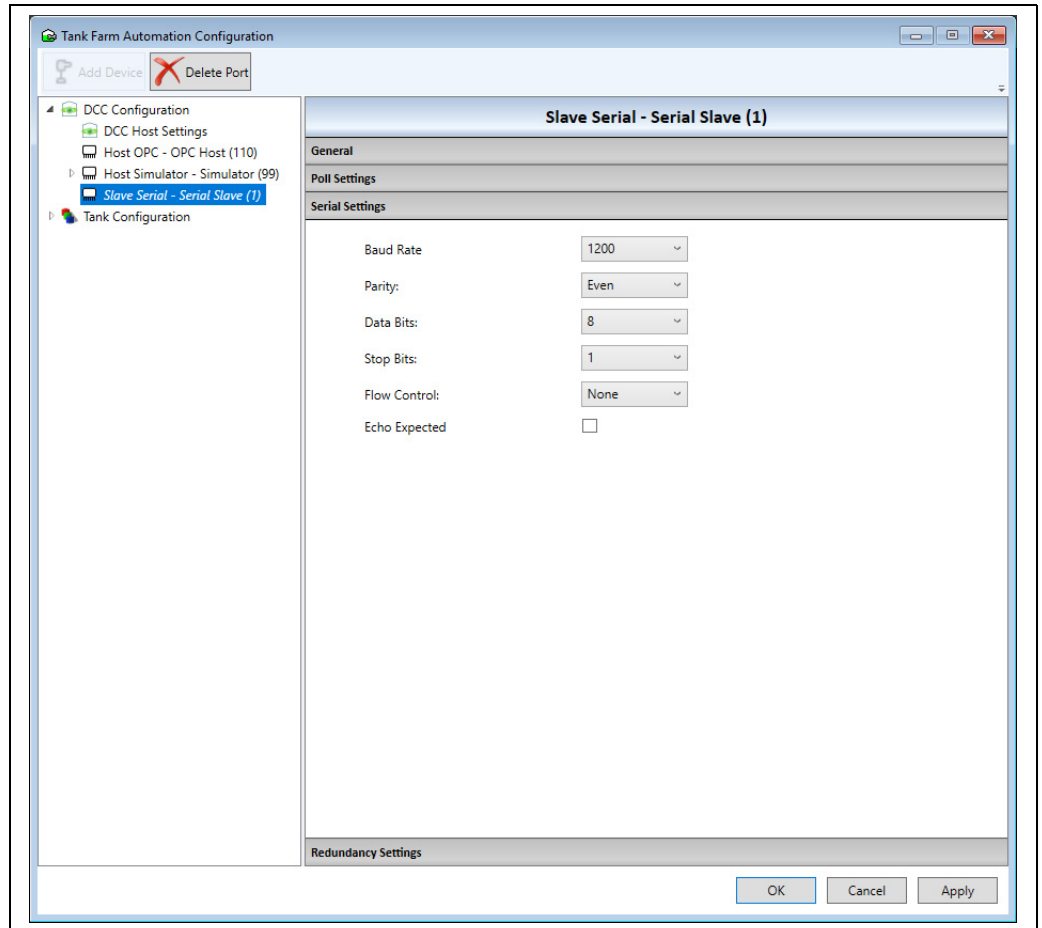 Tank Farm Automation Configuration
Add Device Delete Port
DCC Configuration
DCC Host Settings
Host OPC - OPC Host (110)
Host Simulator - Simulator (99)
Slave Serial - Serial Slave (1)
Tank Configuration
Slave Serial - Serial Slave (1)
General
Poll Settings
Serial Settings
Baud Rate 1200
Parity: Even
Data Bits: 8
Stop Bits: 1
Flow Control: None
Echo Expected
Redundancy Settings
OK Cancel Apply